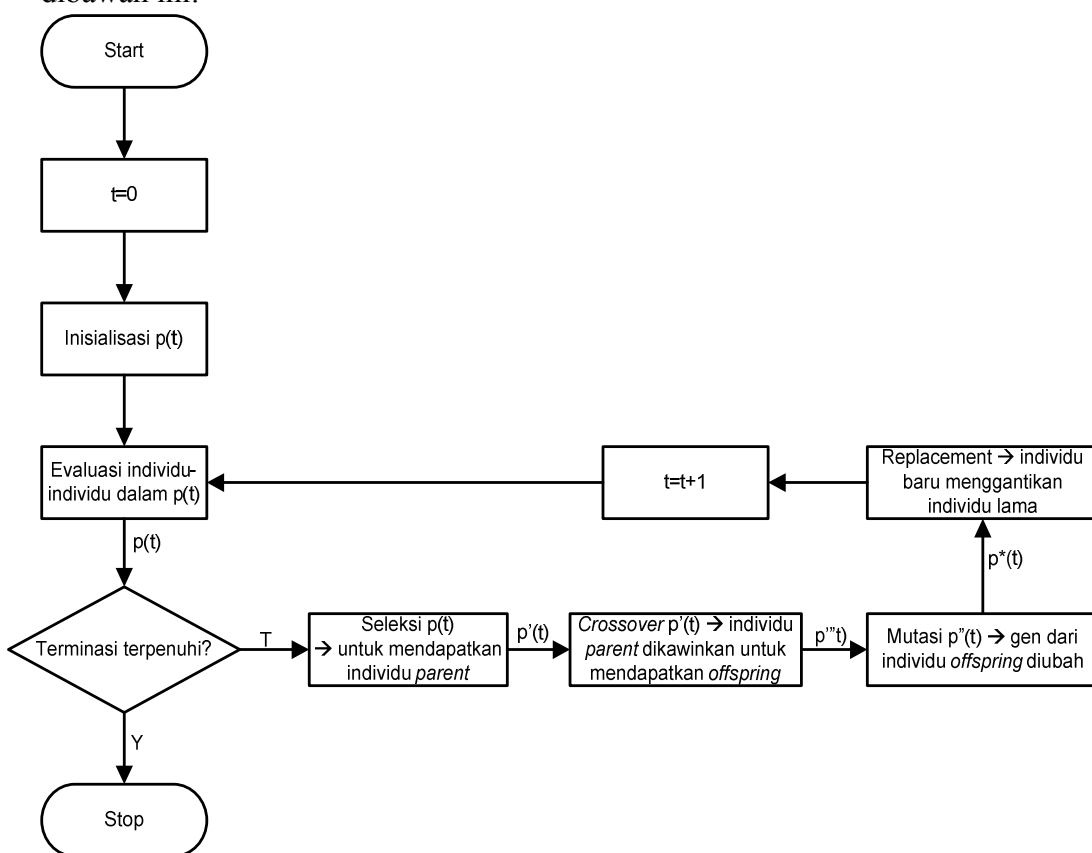 dibawah ini.
Start
t=0
Inisialisasi p(t)
Evaluasi individu-
individu dalam p(t)
t=t+1
Replacement → individu
baru menggantikan
individu lama
p(t)
p*(t)
Terminasi terpenuhi?
T
Seleksi p(t)
→ untuk mendapatkan
individu parent
p'(t)
Crossover p'(t) → individu
parent dikawinkan untuk
mendapatkan offspring
p'"t)
Mutasi p"(t) → gen dari
individu offspring diubah
Y
Stop